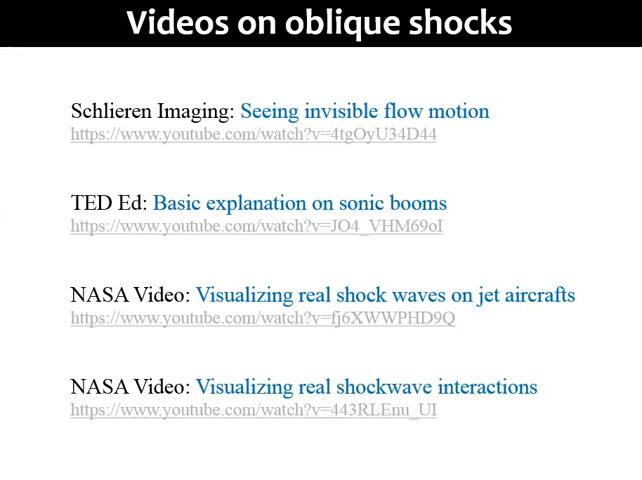 Videos on oblique shocks
Schlieren Imaging: Seeing invisible flow motion
https://www.youtube.com/watch?v=4tgOyU34D44
TED Ed: Basic explanation on sonic booms
https://www.youtube.com/watch?v=JO4_VHM69oI
NASA Video: Visualizing real shock waves on jet aircrafts
https://www.youtube.com/watch?v=fj6XWWPHD9Q
NASA Video: Visualizing real shockwave interactions
https://www.youtube.com/watch?v=443RLEnu_UI